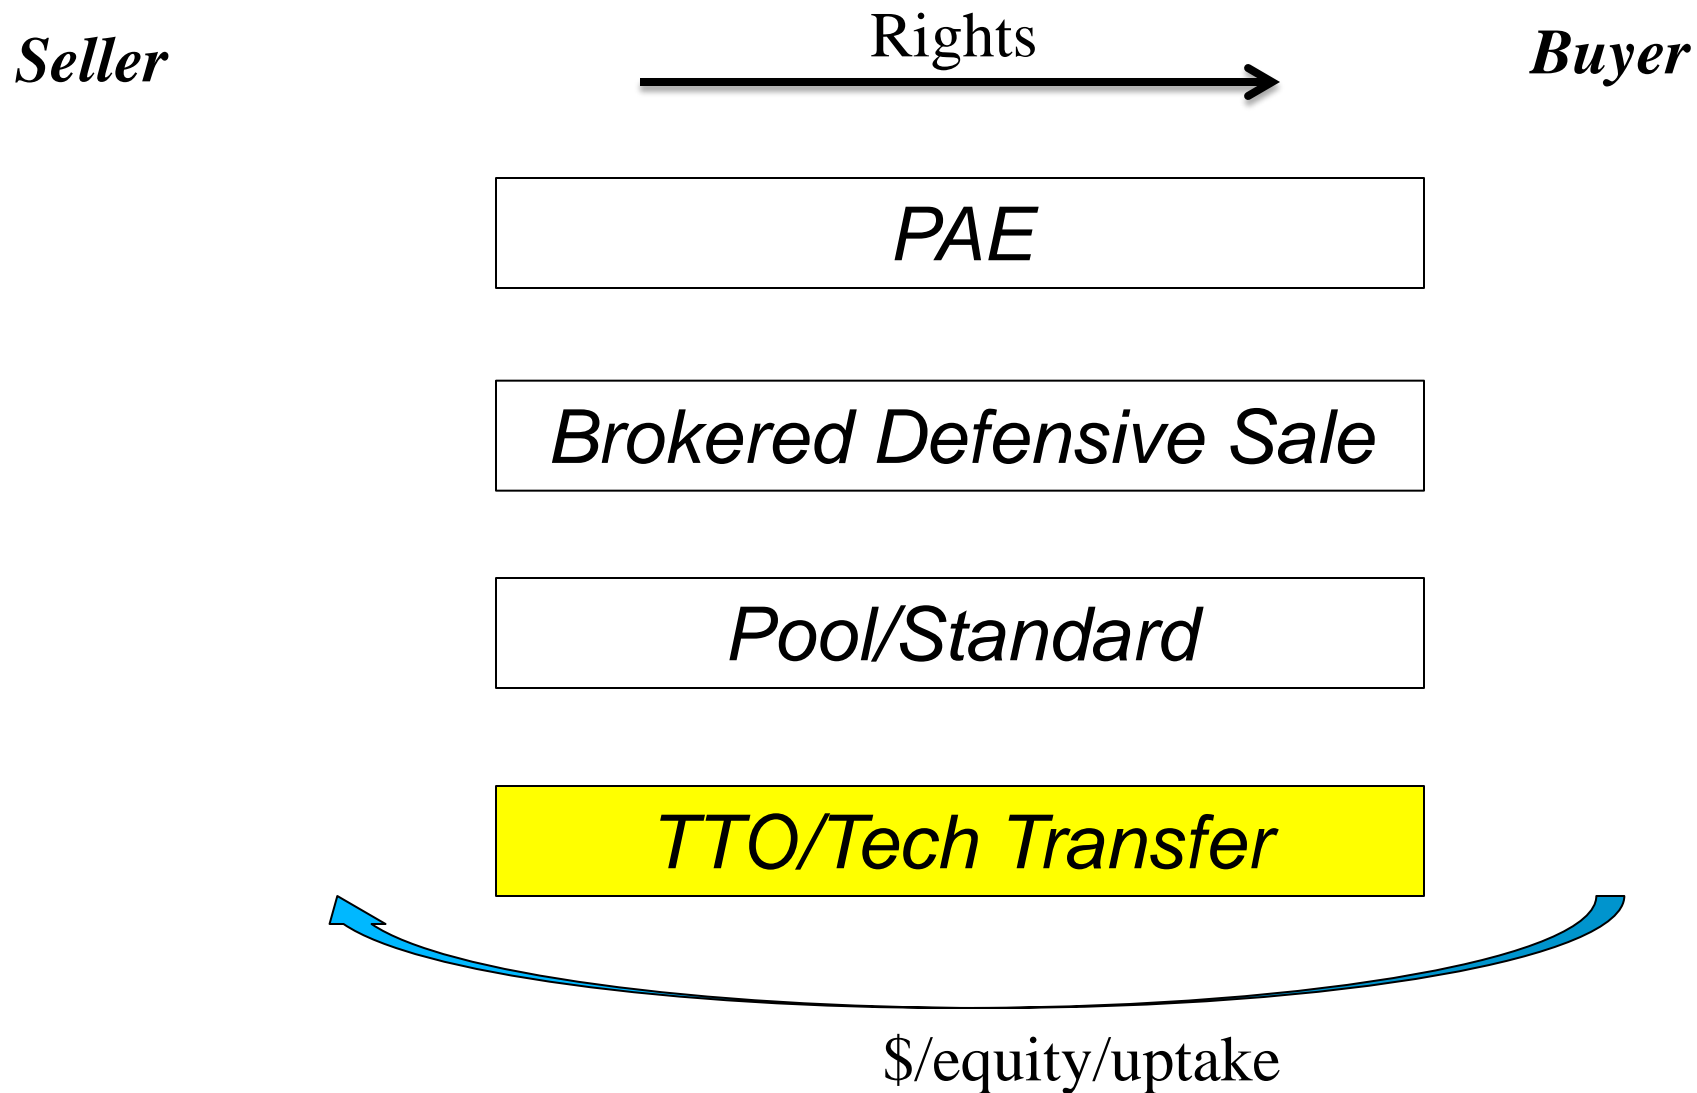 Seller
Rights
Buyer
PAE
Brokered Defensive Sale
Pool/Standard
TTO/Tech Transfer
$/equity/uptake